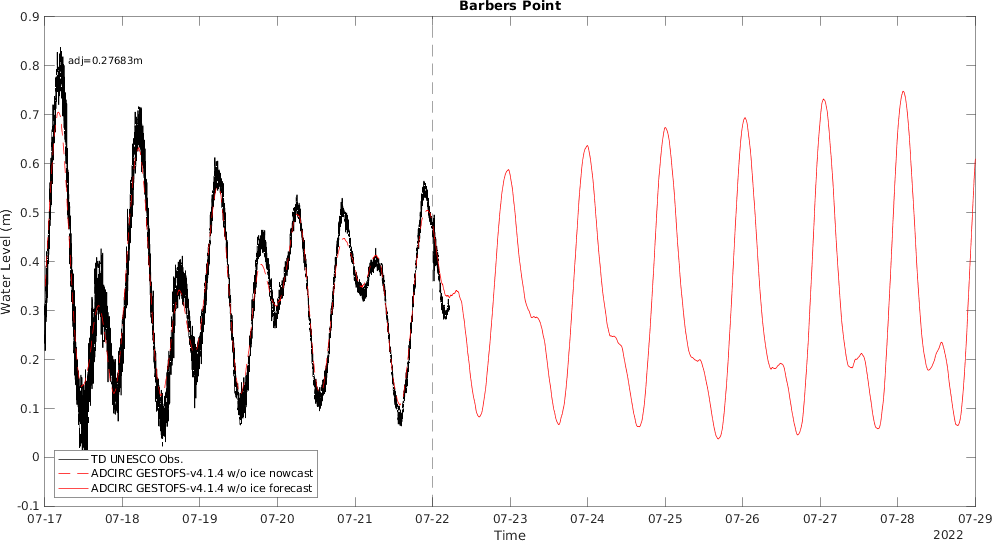 Barbers Point
0.9
0.8
0.7
0.6
0.5
0.4
0.3
0.2
0.1
0
-0.1
Water Level (m)
adj=0.27683m
TD UNESCO Obs.
ADCIRC GESTOFS-v4.1.4 w/o ice nowcast
ADCIRC GESTOFS-v4.1.4 w/o ice forecast
07-17 07-18 07-19 07-20 07-21 07-22 07-23 07-24 07-25 07-26 07-27 07-28 07-29
Time
2022